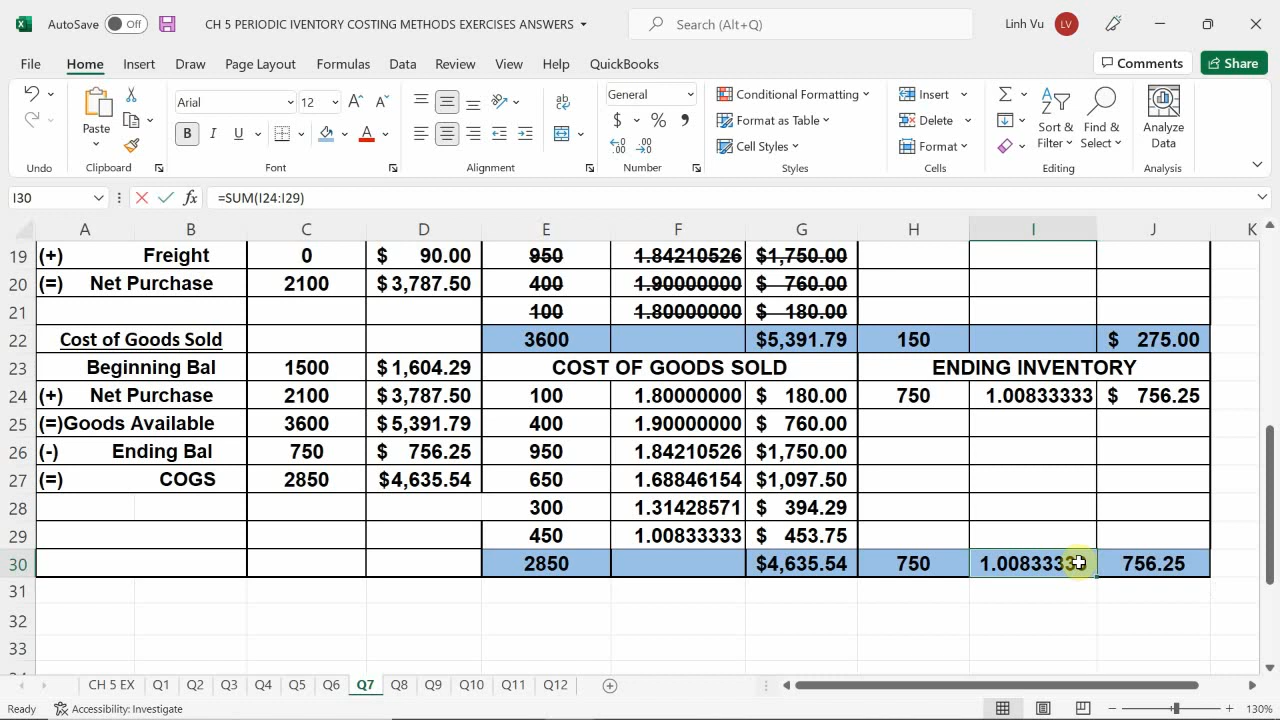 AutoSave Off CH 5 PERIODIC IVENTORY COSTING METHODS EXERCISES ANSWERS Search (Alt+Q) Linh Vu LV
File Home Insert Draw Page Layout Formulas Data Review View Help QuickBooks Comments Share
Arial 12 General Conditional Formatting Insert
Paste B I U $ % Format as Table Delete Sort & Filter Find & Select Analyze Data
Cell Styles Format
Undo Clipboard Font Alignment Number Styles Cells Editing Analysis
I30 fx =SUM(I24:I29)
A B C D E F G H I J K
19 (+) Freight 0 $ 90.00 950 1.84210526 $1,750.00
20 (=) Net Purchase 2100 $ 3,787.50 400 1.90000000 $ 760.00
21 100 1.80000000 $ 180.00
22 Cost of Goods Sold 3600 $5,391.79 150 $ 275.00
23 Beginning Bal 1500 $ 1,604.29 COST OF GOODS SOLD ENDING INVENTORY
24 (+) Net Purchase 2100 $ 3,787.50 100 1.80000000 $ 180.00 750 1.00833333 $ 756.25
25 (=)Goods Available 3600 $ 5,391.79 400 1.90000000 $ 760.00
26 (-) Ending Bal 750 $ 756.25 950 1.84210526 $1,750.00
27 (=) COGS 2850 $ 4,635.54 650 1.68846154 $1,097.50
28 300 1.31428571 $ 394.29
29 450 1.00833333 $ 453.75
30 2850 $4,635.54 750 1.00833333 756.25
31
32
33
CH 5 EX Q1 Q2 Q3 Q4 Q5 Q6 Q7 Q8 Q9 Q10 Q11 Q12
Ready Accessibility: Investigate 130%